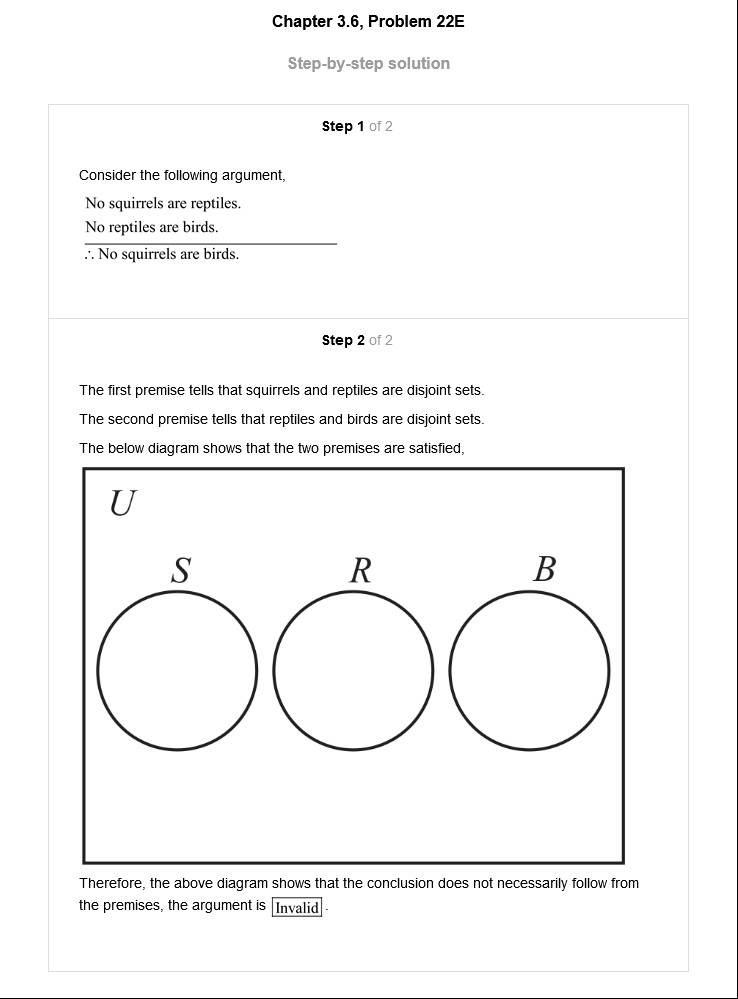 Chapter 3.6, Problem 22E
Step-by-step solution
Step 1 of 2
Consider the following argument,
No squirrels are reptiles.
No reptiles are birds.
∴ No squirrels are birds.
Step 2 of 2
The first premise tells that squirrels and reptiles are disjoint sets.
The second premise tells that reptiles and birds are disjoint sets.
The below diagram shows that the two premises are satisfied,
U
S R B
Therefore, the above diagram shows that the conclusion does not necessarily follow from
the premises, the argument is Invalid.